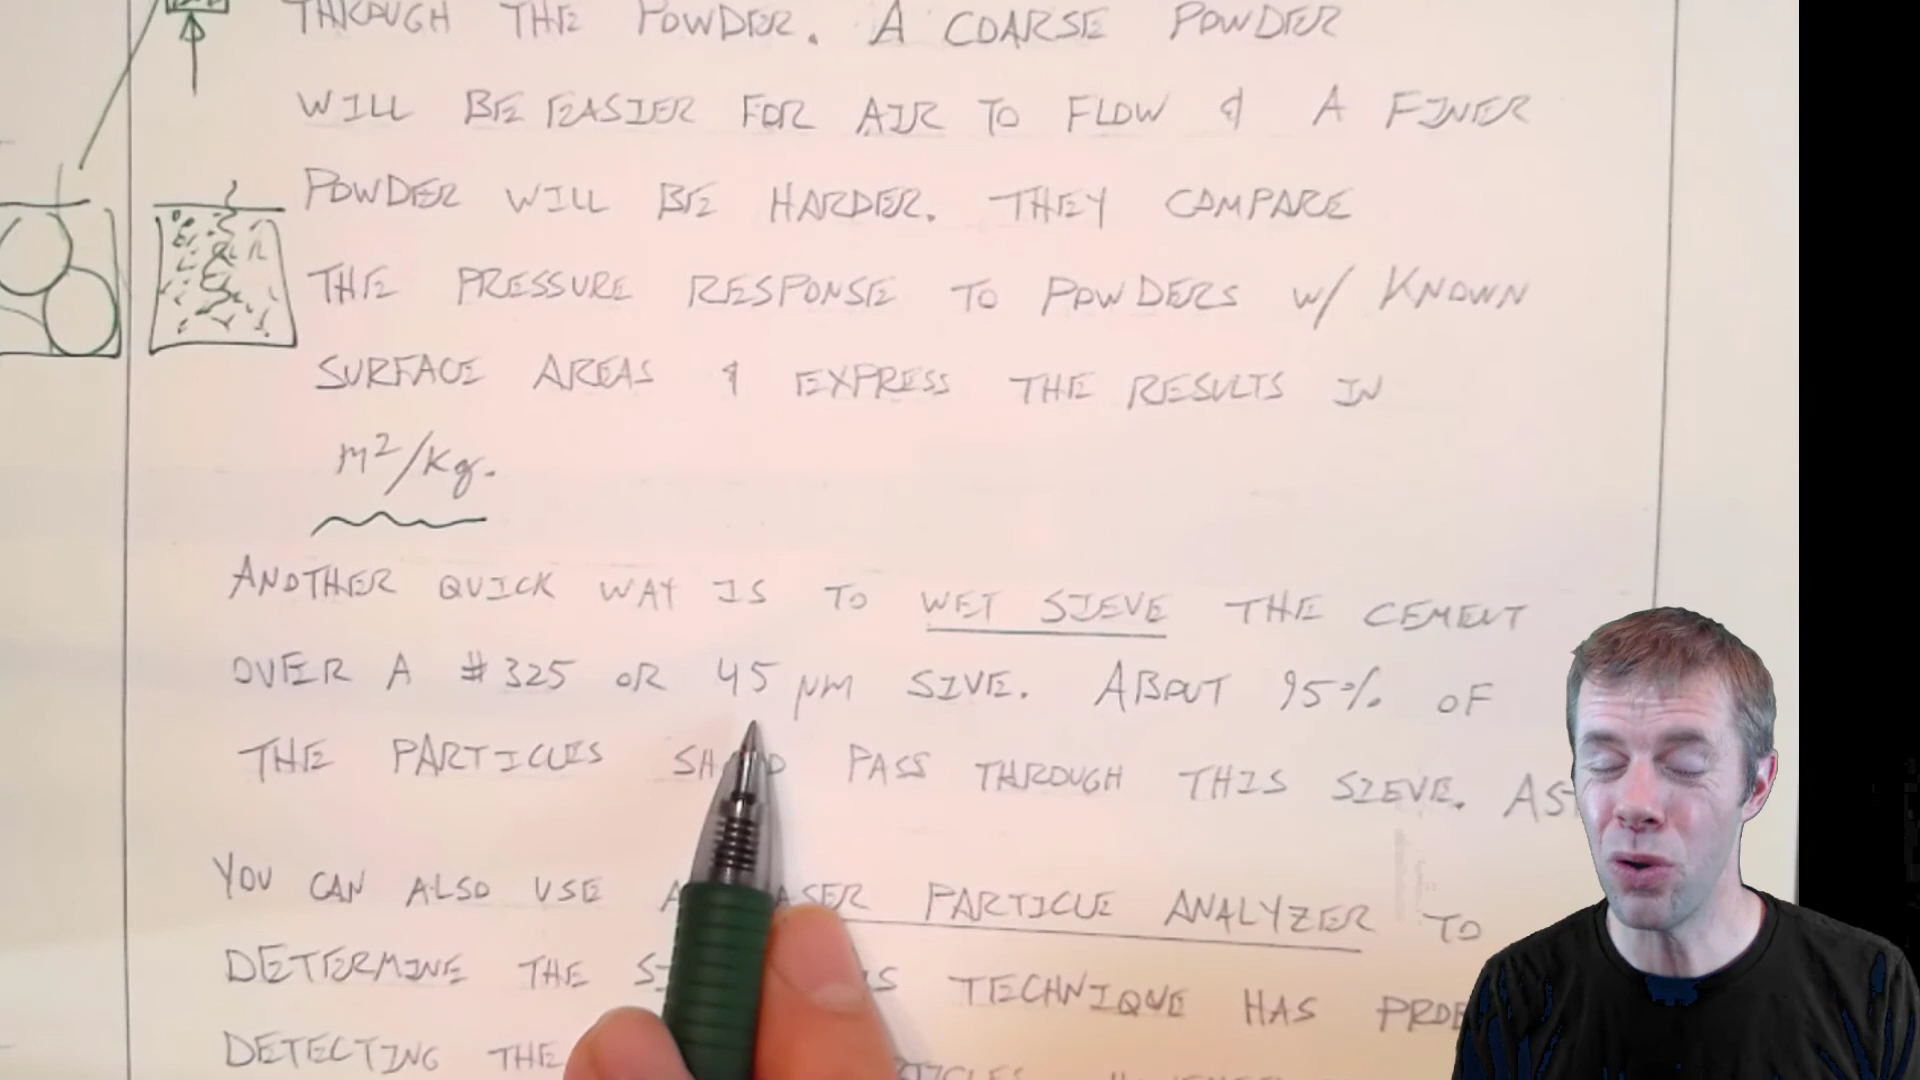 THROUGH THE POWDER. A COARSE POWDER
WILL BE EASIER FOR AIR TO FLOW & A FINER
POWDER WILL BE HARDER. THEY COMPARE
THE PRESSURE RESPONSE TO POWDERS W/ KNOWN
SURFACE AREAS & EXPRESS THE RESULTS IN
m²/kg.
ANOTHER QUICK WAY IS TO WET SIEVE THE CEMENT
OVER A #325 OR 45 µM SIVE. ABOUT 95% OF
THE PARTICLES PASS THROUGH THIS SIEVE.
YOU CAN ALSO USE PARTICLE ANALYZER TO
DETERMINE THE TECHNIQUE HAS
DETECTING THE